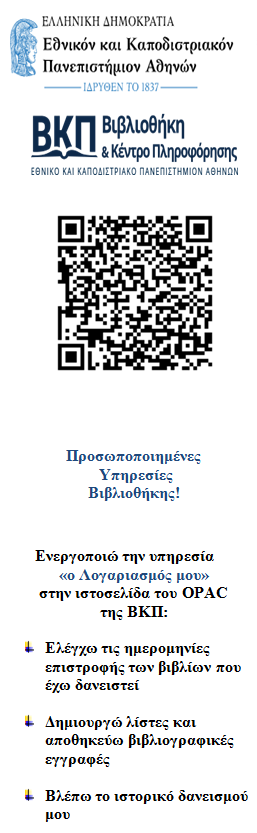 ΕΛΛΗΝΙΚΗ ΔΗΜΟΚΡΑΤΙΑ
Εθνικόν και Καποδιστριακόν
Πανεπιστήμιον Αθηνών
ΙΔΡΥΘΕΝ ΤΟ 1837
ΒΚΠ Βιβλιοθήκη
& Κέντρο Πληροφόρησης
ΕΘΝΙΚΟ ΚΑΙ ΚΑΠΟΔΙΣΤΡΙΑΚΟ ΠΑΝΕΠΙΣΤΗΜΙΟΝ ΑΘΗΝΩΝ
Προσωποποιημένες
Υπηρεσίες
Βιβλιοθήκης!
Ενεργοποιώ την υπηρεσία
«ο Λογαριασμός μου»
στην ιστοσελίδα του OPAC
της ΒΚΠ:
Ελέγχω τις ημερομηνίες
επιστροφής των βιβλίων που
έχω δανειστεί
Δημιουργώ λίστες και
αποθηκεύω βιβλιογραφικές
εγγραφές
Βλέπω το ιστορικό δανεισμού
μου